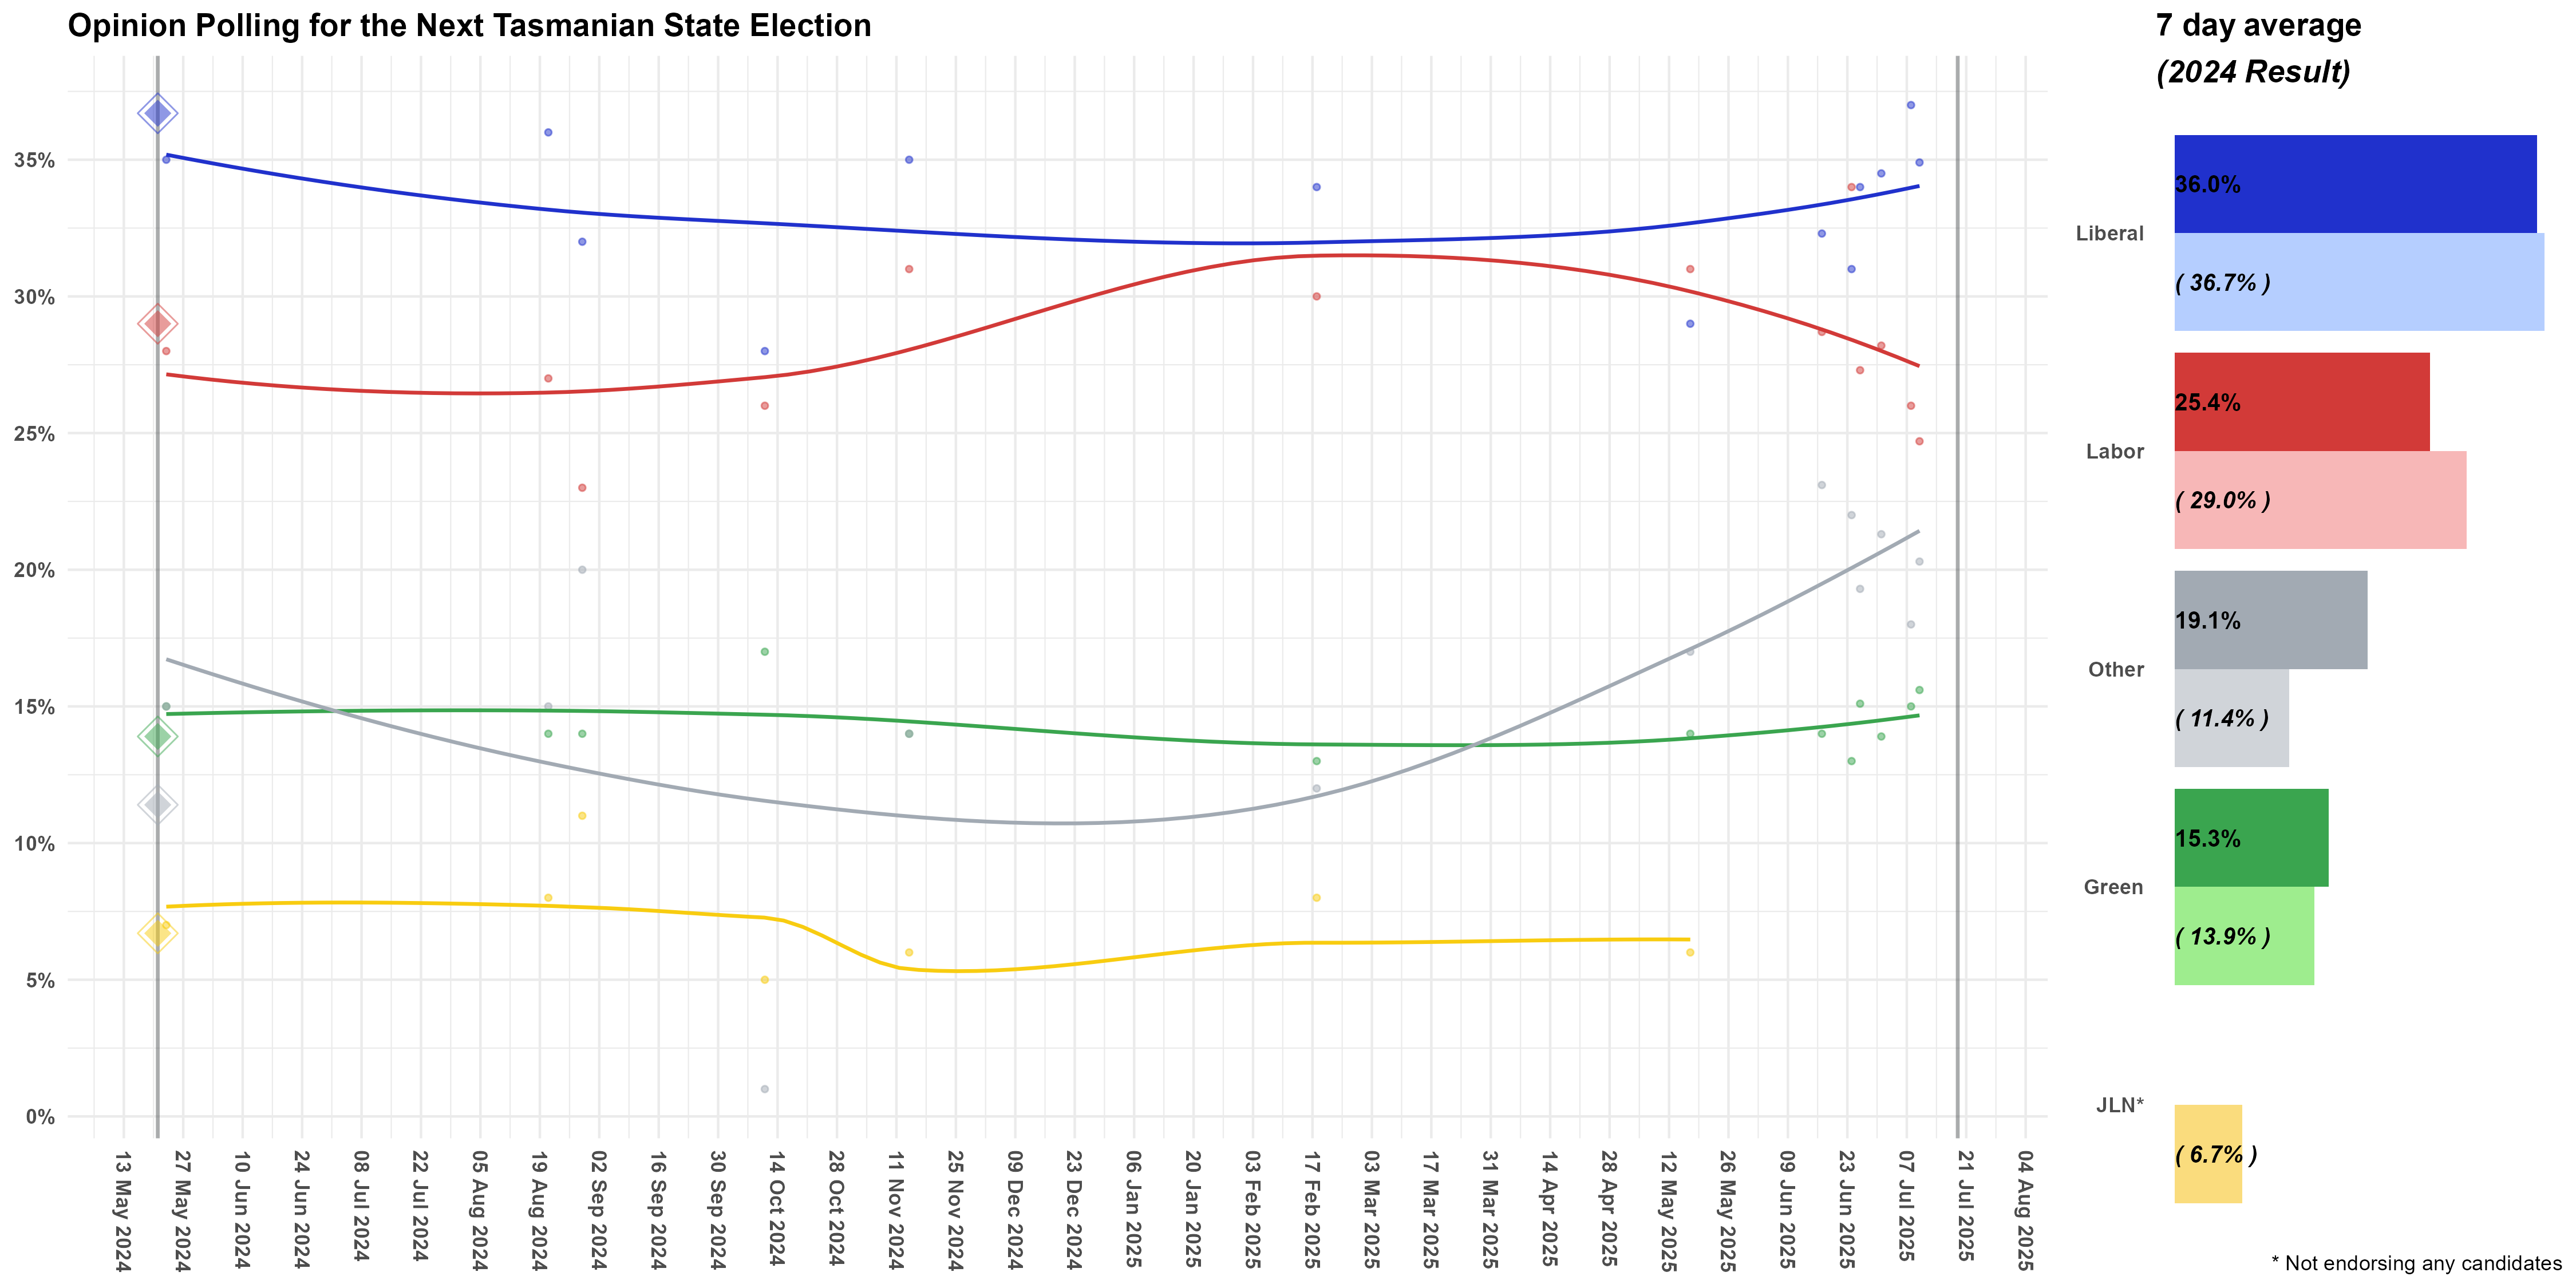 Opinion Polling for the Next Tasmanian State Election
35%
30%
25%
20%
15%
10%
5%
0%
13 May 2024
27 May 2024
10 Jun 2024
24 Jun 2024
08 Jul 2024
22 Jul 2024
05 Aug 2024
19 Aug 2024
02 Sep 2024
16 Sep 2024
30 Sep 2024
14 Oct 2024
28 Oct 2024
11 Nov 2024
25 Nov 2024
09 Dec 2024
23 Dec 2024
06 Jan 2025
20 Jan 2025
03 Feb 2025
17 Feb 2025
03 Mar 2025
17 Mar 2025
31 Mar 2025
14 Apr 2025
28 Apr 2025
12 May 2025
26 May 2025
09 Jun 2025
23 Jun 2025
07 Jul 2025
21 Jul 2025
04 Aug 2025
7 day average
(2024 Result)
Liberal
36.0%
( 36.7% )
Labor
25.4%
( 29.0% )
Other
19.1%
( 11.4% )
Green
15.3%
( 13.9% )
JLN*
( 6.7% )
* Not endorsing any candidates